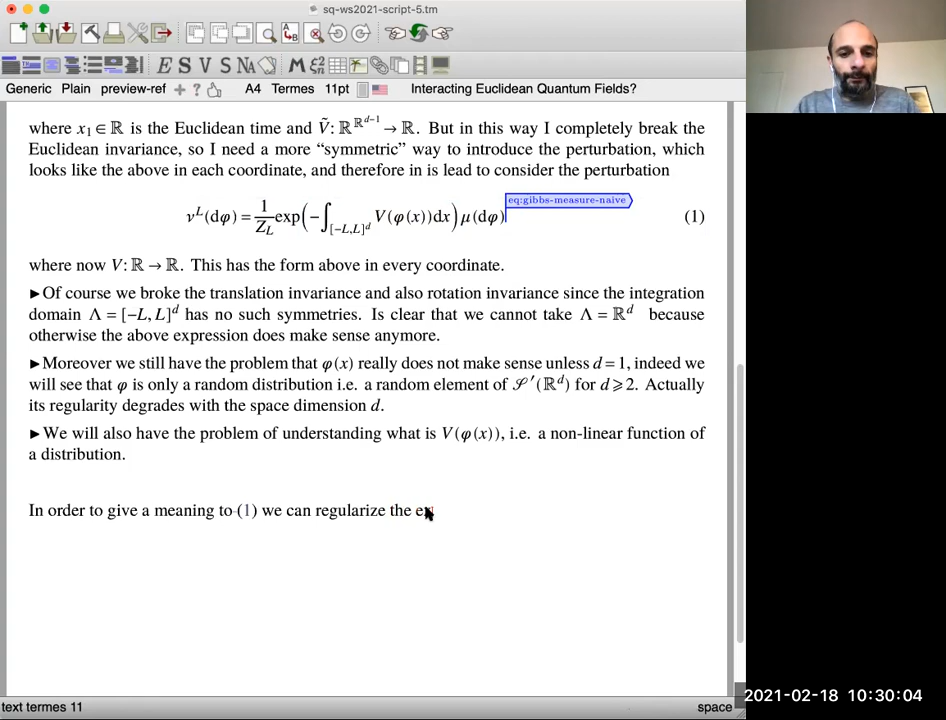 sq-ws2021-script-5.tm
E S V S NA M
Generic Plain preview-ref + ? A4 Termes 11pt Interacting Euclidean Quantum Fields?
where x₁ ∈ ℝ is the Euclidean time and Ṽ: ℝ^{ℝ^{d−1}} → ℝ. But in this way I completely break the
Euclidean invariance, so I need a more “symmetric” way to introduce the perturbation, which
looks like the above in each coordinate, and therefore in is lead to consider the perturbation
eq:gibbs-measure-naive
ν^L(dφ) = 1/Z_L exp(−∫_{[−L,L]^d} V(φ(x))dx) μ(dφ) (1)
where now V: ℝ → ℝ. This has the form above in every coordinate.
►Of course we broke the translation invariance and also rotation invariance since the integration
domain Λ = [−L, L]^d has no such symmetries. Is clear that we cannot take Λ = ℝ^d because
otherwise the above expression does make sense anymore.
►Moreover we still have the problem that φ(x) really does not make sense unless d = 1, indeed we
will see that φ is only a random distribution i.e. a random element of 𝒮′(ℝ^d) for d ⩾ 2. Actually
its regularity degrades with the space dimension d.
►We will also have the problem of understanding what is V(φ(x)), i.e. a non-linear function of
a distribution.
In order to give a meaning to (1) we can regularize the
text termes 11 space
2021-02-18 10:30:04